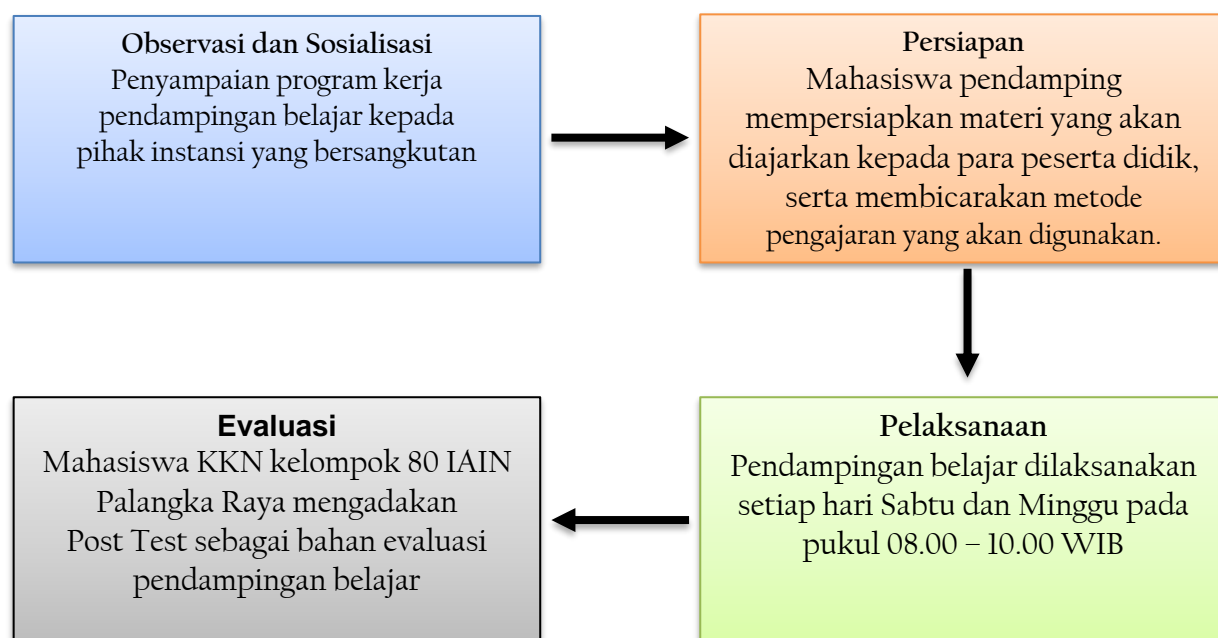 Observasi dan Sosialisasi
Penyampaian program kerja
pendampingan belajar kepada
pihak instansi yang bersangkutan
Persiapan
Mahasiswa pendamping
mempersiapkan materi yang akan
diajarkan kepada para peserta didik,
serta membicarakan metode
pengajaran yang akan digunakan.
Pelaksanaan
Pendampingan belajar dilaksanakan
setiap hari Sabtu dan Minggu pada
pukul 08.00 – 10.00 WIB
Evaluasi
Mahasiswa KKN kelompok 80 IAIN
Palangka Raya mengadakan
Post Test sebagai bahan evaluasi
pendampingan belajar